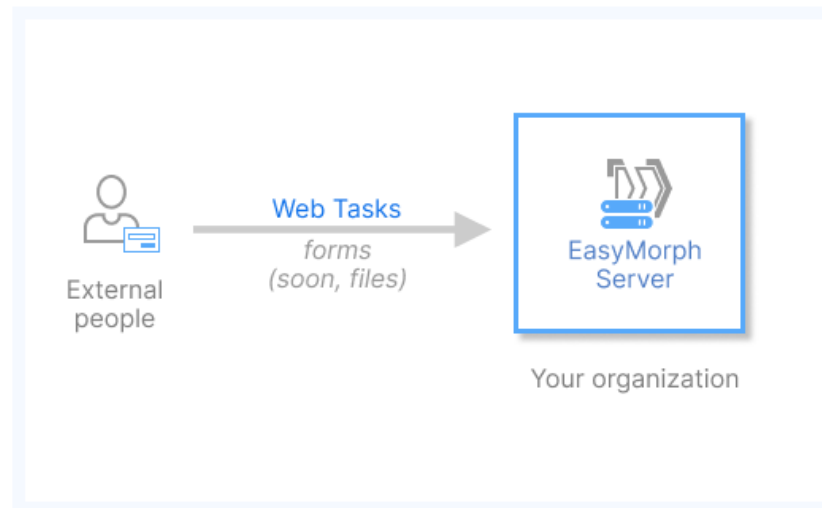 External
people
Web Tasks
forms
(soon, files)
EasyMorph
Server
Your organization